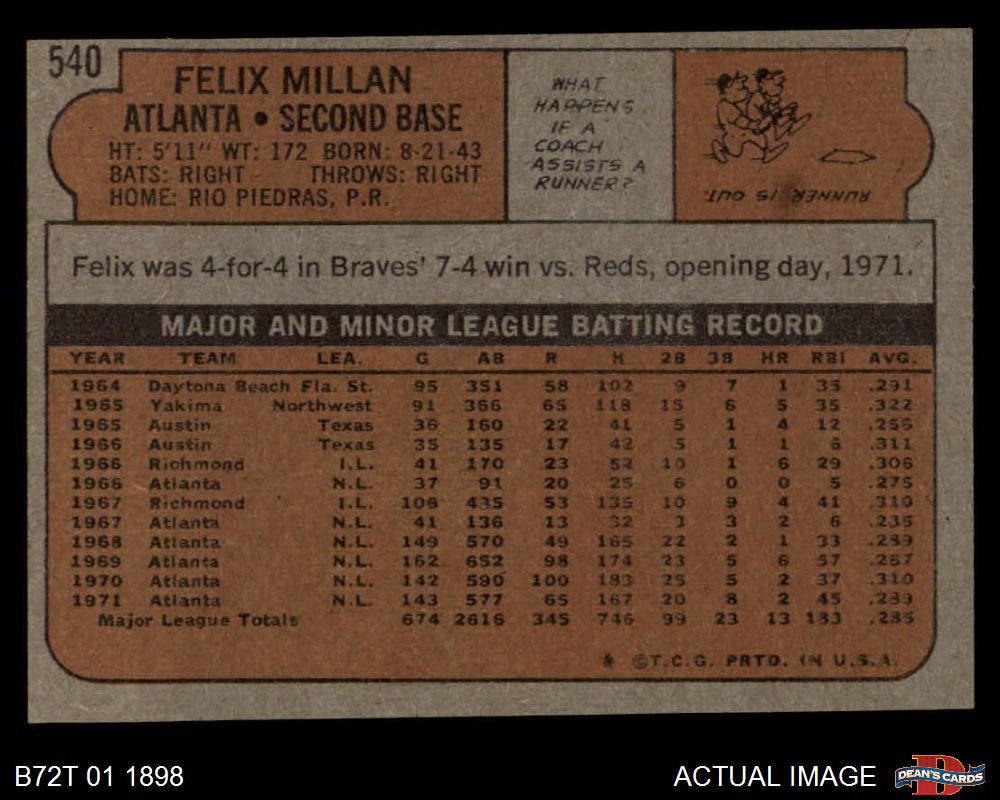 540
FELIX MILLAN
ATLANTA • SECOND BASE
HT: 5'11" WT: 172 BORN: 8-21-43
BATS: RIGHT THROWS: RIGHT
HOME: RIO PIEDRAS, P.R.
WHAT
HAPPENS
IF A
COACH
ASSISTS A
RUNNER?
RUNNER IS OUT.
Felix was 4-for-4 in Braves' 7-4 win vs. Reds, opening day, 1971.
MAJOR AND MINOR LEAGUE BATTING RECORD
YEAR TEAM LEA. G AB R H 2B 3B HR RBI AVG.
1964 Daytona Beach Fla. St. 95 351 58 102 9 7 1 35 .291
1965 Yakima Northwest 91 366 65 118 15 6 5 35 .322
1965 Austin Texas 36 160 22 41 5 1 4 12 .256
1966 Austin Texas 35 135 17 42 5 1 1 6 .311
1966 Richmond I.L. 41 170 23 52 10 1 6 29 .306
1966 Atlanta N.L. 37 91 20 25 6 0 0 5 .275
1967 Richmond I.L. 106 435 53 135 10 9 4 41 .310
1967 Atlanta N.L. 41 136 13 32 3 3 2 6 .235
1968 Atlanta N.L. 149 570 49 165 22 2 1 33 .289
1969 Atlanta N.L. 162 652 98 174 23 5 6 57 .267
1970 Atlanta N.L. 142 590 100 183 25 5 2 37 .310
1971 Atlanta N.L. 143 577 65 167 20 8 2 45 .289
Major League Totals 674 2616 345 746 99 23 13 183 .285
* ©T.C.G. PRTD. IN U.S.A.
B72T 01 1898
ACTUAL IMAGE
D
DEAN'S CARDS